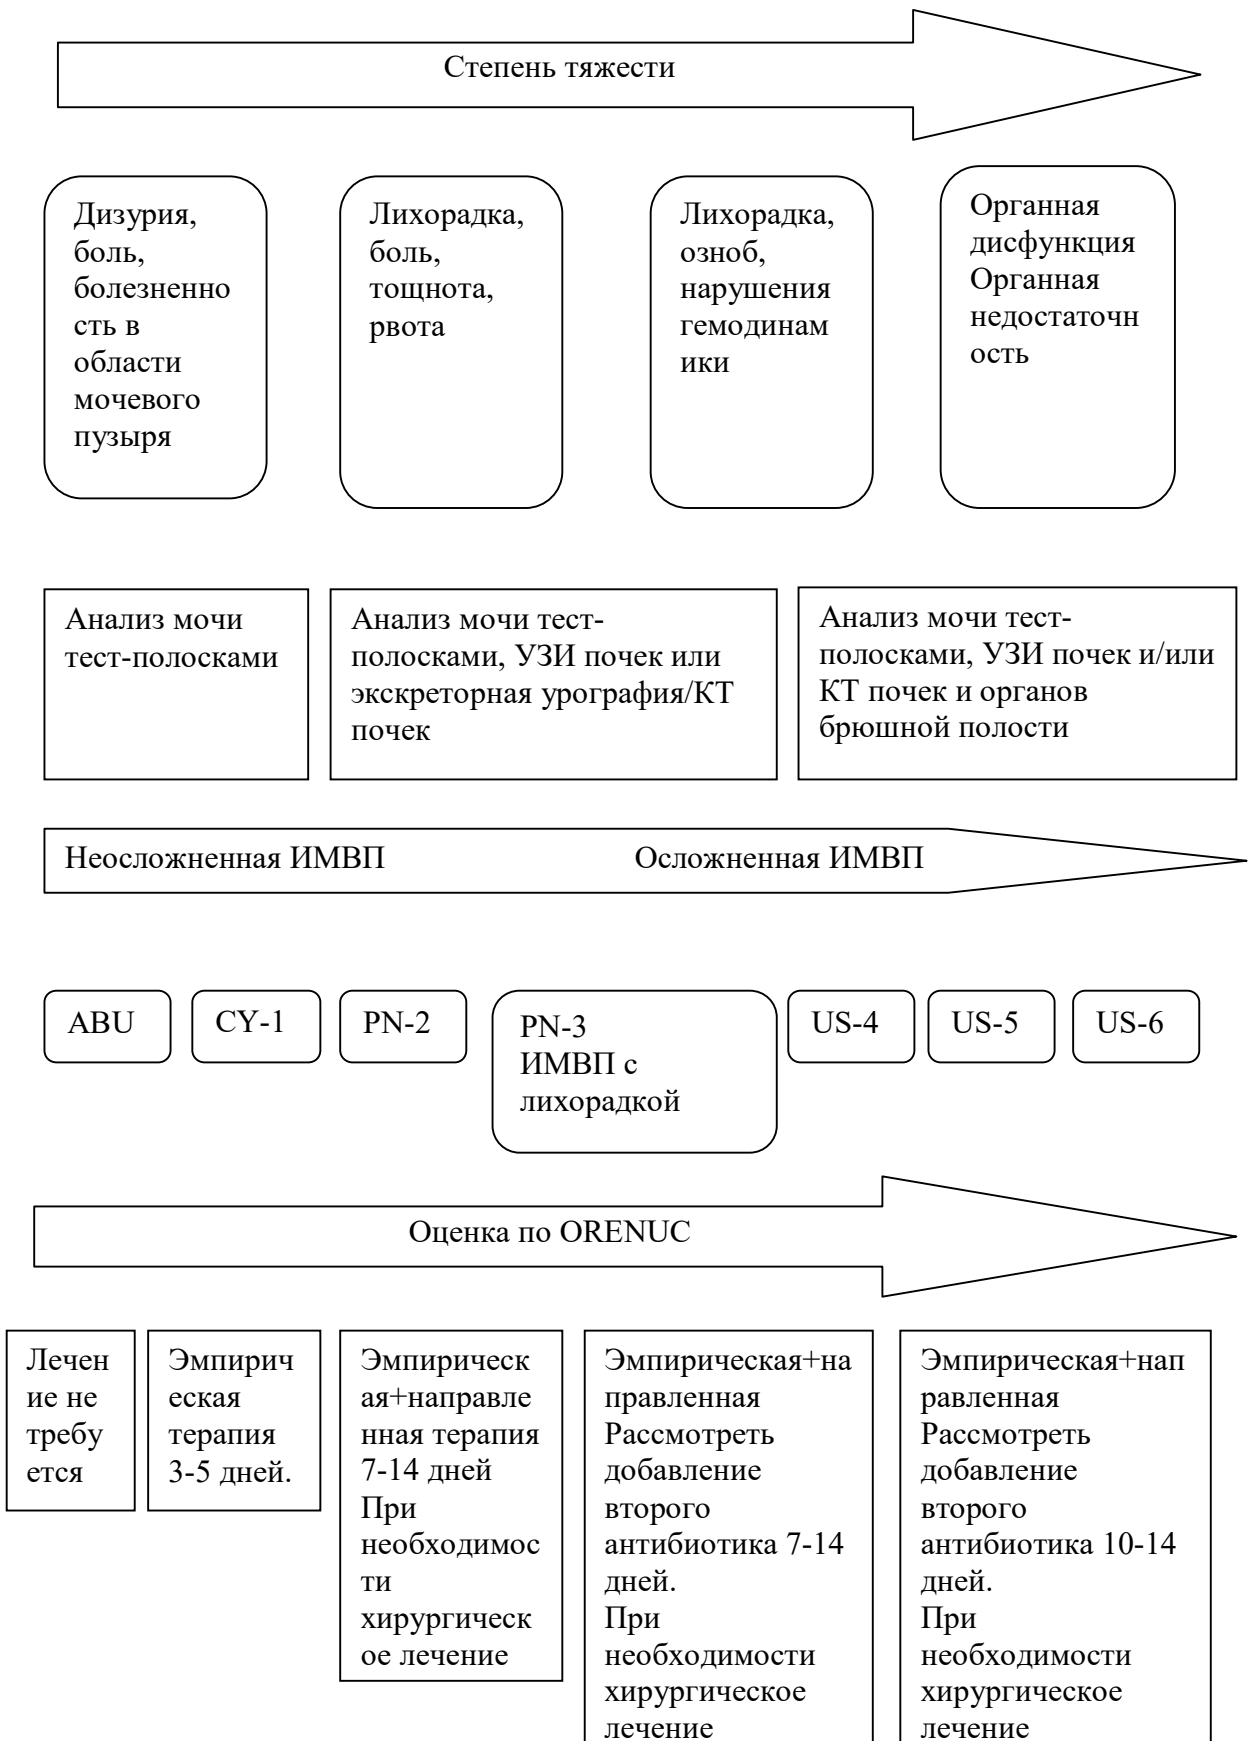 Степень тяжести
Дизурия,
боль,
болезненно
сть в
области
мочевого
пузыря
Лихорадка,
боль,
тощнота,
рвота
Лихорадка,
озноб,
нарушения
гемодинам
ики
Органная
дисфункция
Органная
недостаточн
ость
Анализ мочи
тест-полосками
Анализ мочи тест-
полосками, УЗИ почек или
экскреторная урография/КТ
почек
Анализ мочи тест-
полосками, УЗИ почек и/или
КТ почек и органов
брюшной полости
Неосложненная ИМВП Осложненная ИМВП
ABU
CY-1
PN-2
PN-3
ИМВП с
лихорадкой
US-4
US-5
US-6
Оценка по ORENUC
Лечен
ие не
требу
ется
Эмпирич
еская
терапия
3-5 дней.
Эмпирическ
ая+направле
нная терапия
7-14 дней
При
необходимос
ти
хирургическ
ое лечение
Эмпирическая+на
правленная
Рассмотреть
добавление
второго
антибиотика 7-14
дней.
При
необходимости
хирургическое
лечение
Эмпирическая+нап
равленная
Рассмотреть
добавление
второго
антибиотика 10-14
дней.
При
необходимости
хирургическое
лечение